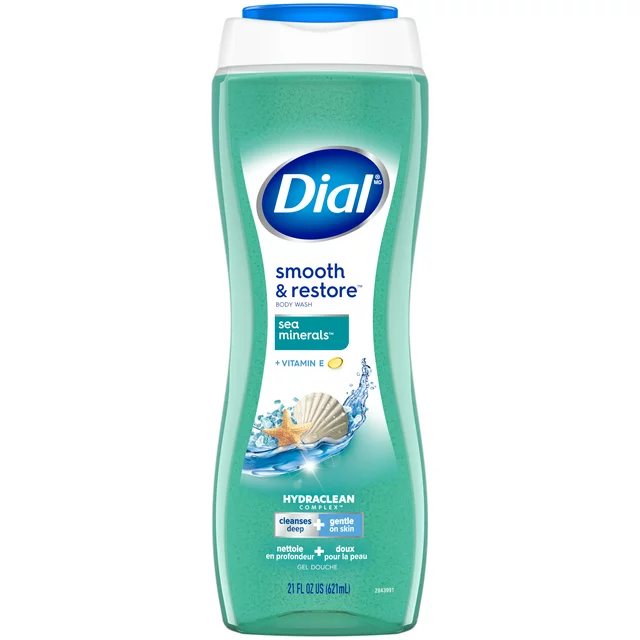 Dial®
MD
smooth
& restore™
BODY WASH
sea
minerals™
+ VITAMIN E
HYDRACLEAN
COMPLEX™
cleanses deep + gentle on skin
nettoie en profondeur + doux pour la peau
GEL DOUCHE
21 FL OZ US (621mL)
2843991